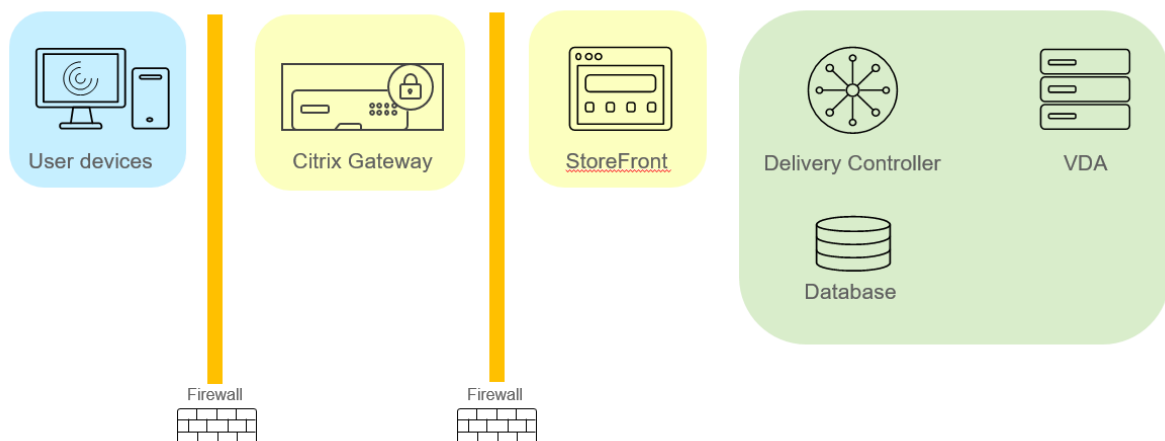 User devices
Citrix Gateway
StoreFront
Delivery Controller
VDA
Database
Firewall
Firewall